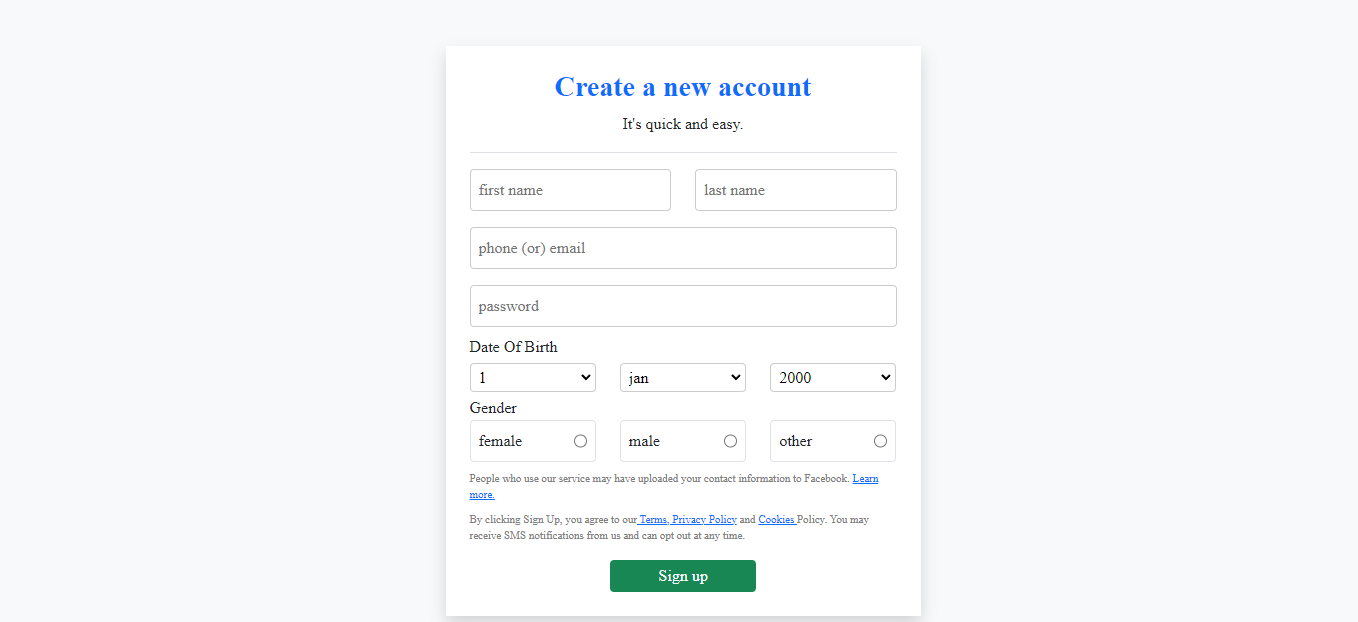 Create a new account
It's quick and easy.
first name last name
phone (or) email
password
Date Of Birth
1 jan 2000
Gender
female male other
People who use our service may have uploaded your contact information to Facebook. Learn
more.
By clicking Sign Up, you agree to our Terms, Privacy Policy and Cookies Policy. You may
receive SMS notifications from us and can opt out at any time.
Sign up